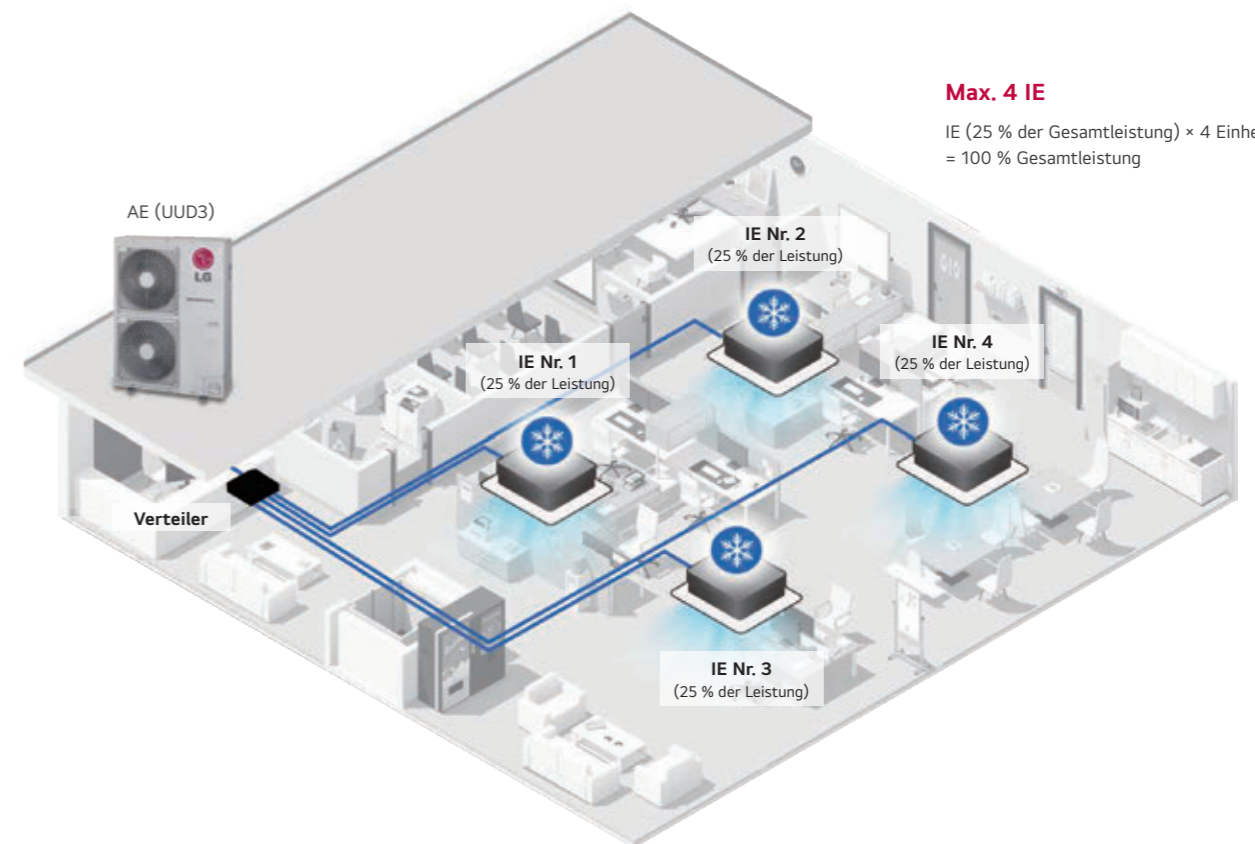 Max. 4 IE
IE (25 % der Gesamtleistung) × 4
= 100 % Gesamtleistung
AE (UUD3)
LG
IE Nr. 2
(25 % der Leistung)
IE Nr. 4
(25 % der Leistung)
IE Nr. 1
(25 % der Leistung)
Verteiler
IE Nr. 3
(25 % der Leistung)